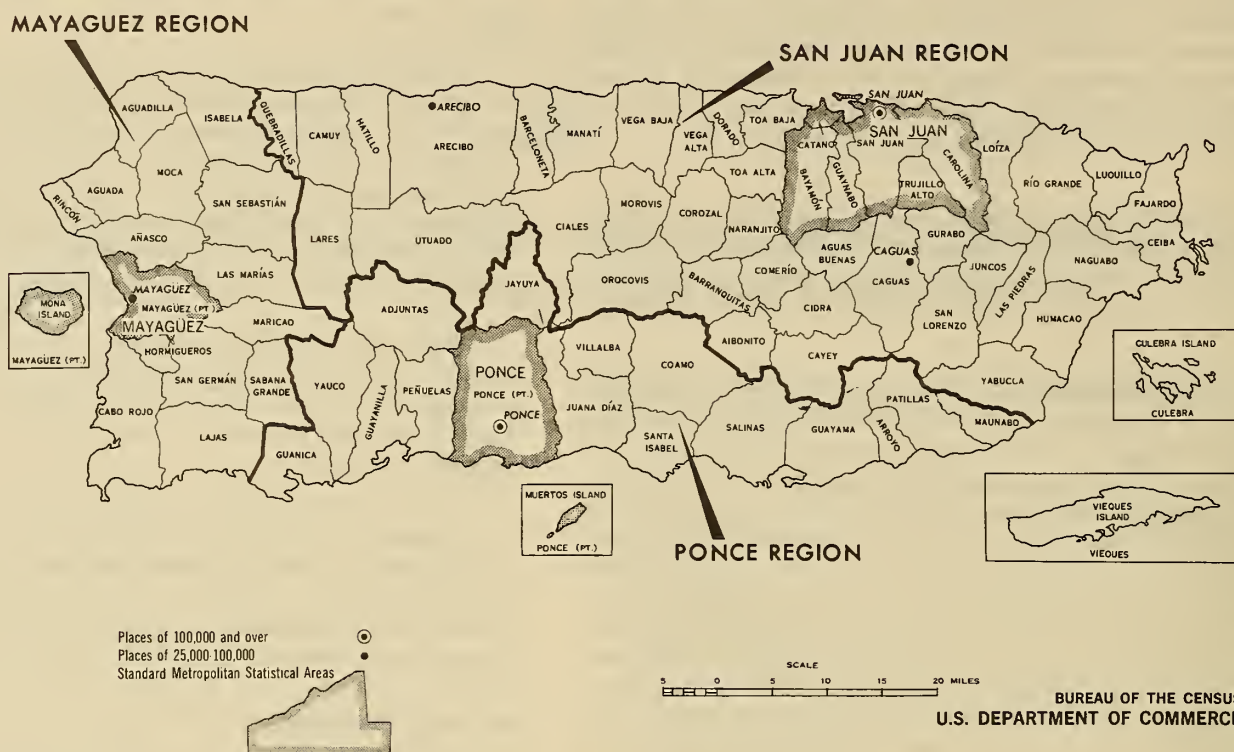 MAYAGUEZ REGION
SAN JUAN REGION
AGUADILLA
ISABELA
QUEBRADILLAS
CAMUY
HATILLO
ARECIBO
ARECIBO
BARCELONETA
MANATÍ
VEGA BAJA
VEGA
ALTA
DORADO
TOA BAJA
SAN JUAN
SAN JUAN
CATANO
SAN JUAN
LOÍZA
MOCA
AGUADA
RINCÓN
SAN SEBASTIÁN
TOA ALTA
BAYAMÓN
GUAYNABO
TRUJILLO
ALTO
CAROLINA
RÍO GRANDE
LUQUILLO
FAJARDO
CEIBA
AÑASCO
LARES
UTUADO
CIALES
MOROVIS
COROZAL
NARANJITO
AGUAS
BUENAS
CAGUAS
CAGUAS
GURABO
JUNCOS
LAS PIEDRAS
NAGUABO
LAS MARÍAS
MAYAGÜEZ
MAYAGÜEZ (PT.)
MAYAGÜEZ
MONA
ISLAND
MAYAGÜEZ (PT.)
MARICAO
ADJUNTAS
JAYUYA
OROCOVIS
BARRANQUITAS
COMERÍO
CIDRA
SAN
LORENZO
HUMACAO
HORMIGUEROS
SAN GERMÁN
SABANA
GRANDE
YAUCO
GUAYANILLA
PEÑUELAS
PONCE
PONCE (PT.)
PONCE
VILLALBA
JUANA DÍAZ
COAMO
AIBONITO
CAYEY
YABUCLA
PATILLAS
MAUNABO
CULEBRA ISLAND
CULEBRA
CABO ROJO
LAJAS
GUANICA
SANTA
ISABEL
SALINAS
GUAYAMA
ARROYO
MUERTOS ISLAND
PONCE (PT.)
PONCE REGION
VIEQUES
ISLAND
VIEQUES
Places of 100,000 and over
Places of 25,000-100,000
Standard Metropolitan Statistical Areas
SCALE
5 0 5 10 15 20 MILES
BUREAU OF THE CENSUS
U.S. DEPARTMENT OF COMMERCE